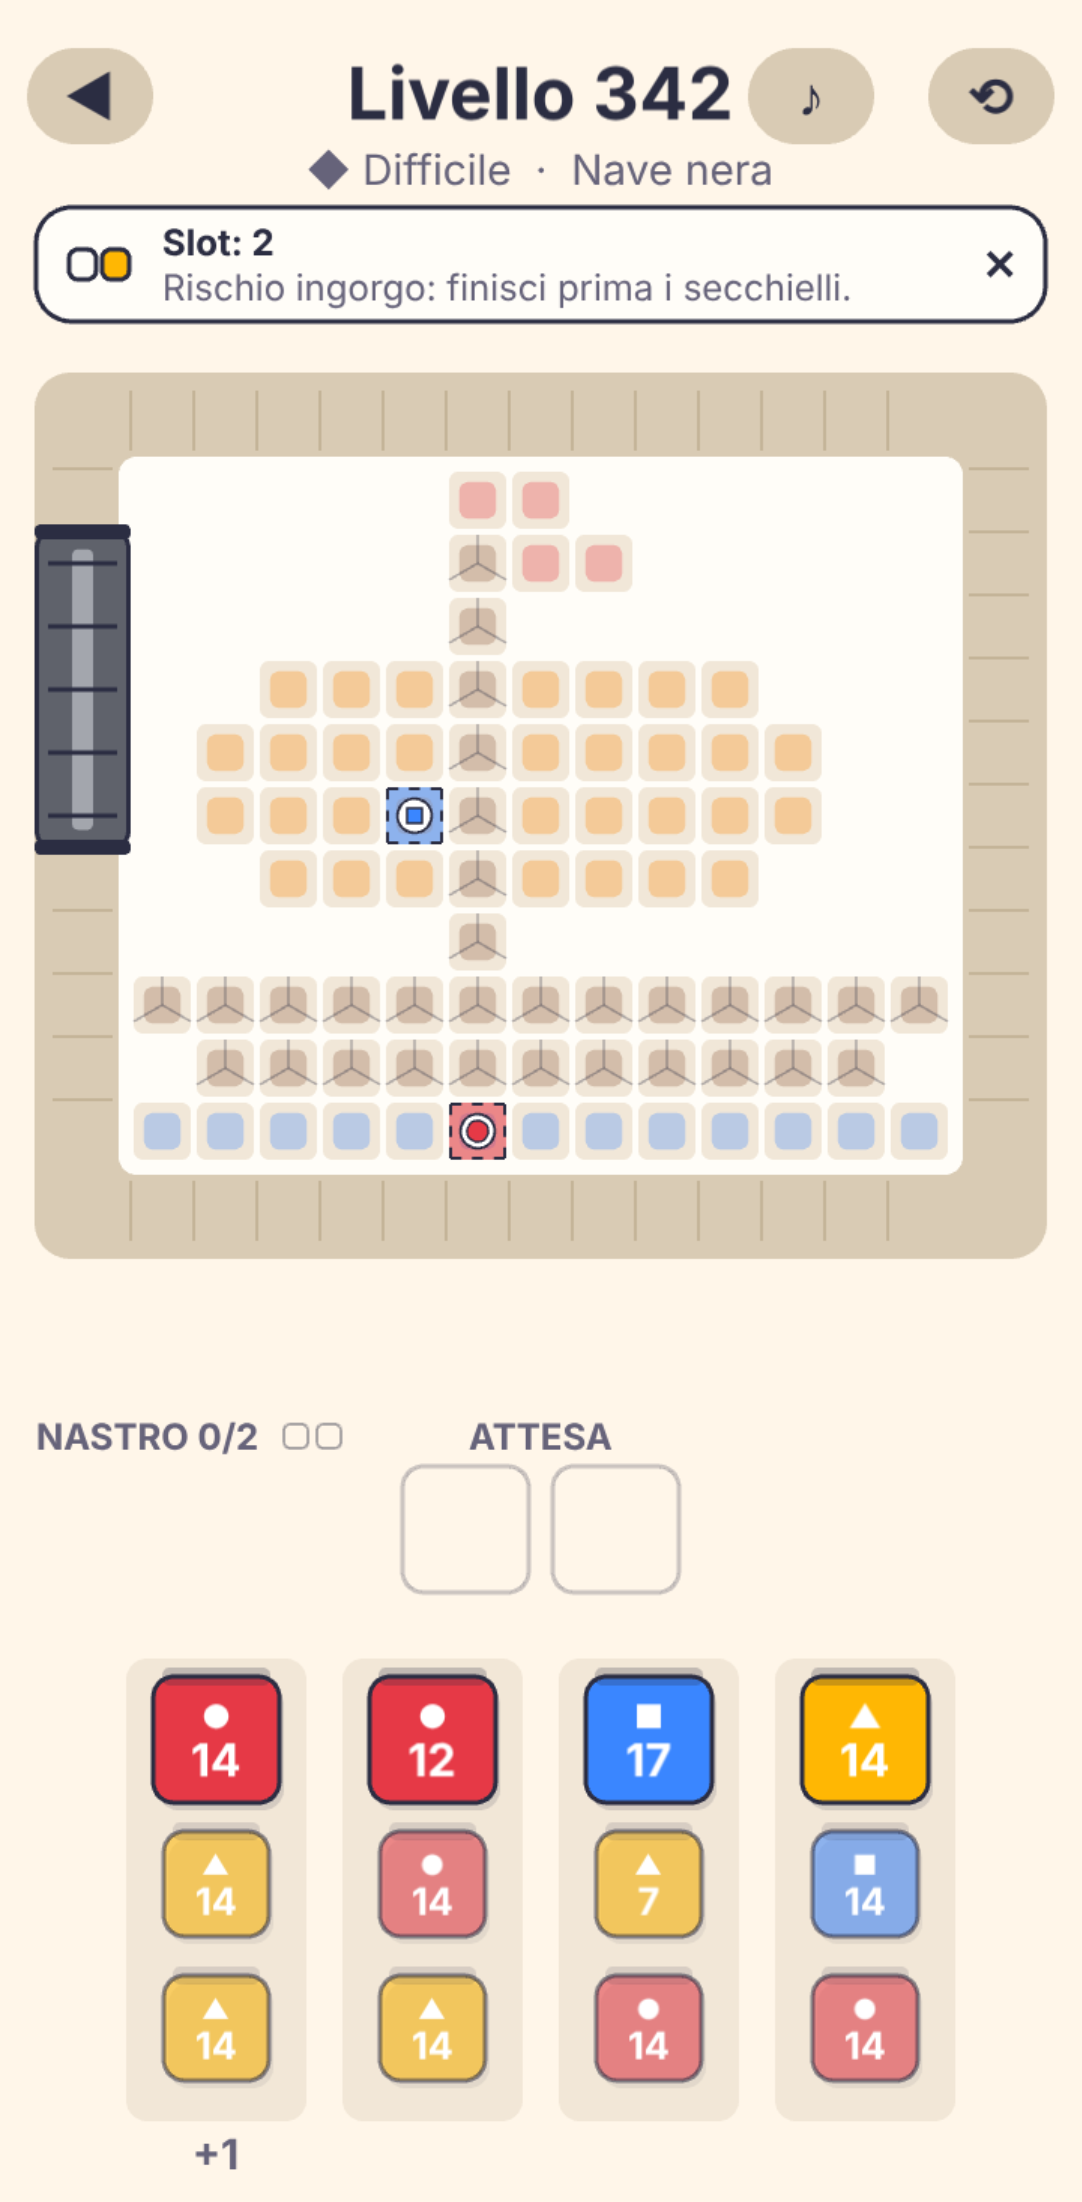 Livello 342
Difficile · Nave nera
Slot: 2
Rischio ingorgo: finisci prima i secchielli.
NASTRO 0/2
ATTESA
14 12 17 14
14 14 7 14
14 14 14 14
+1